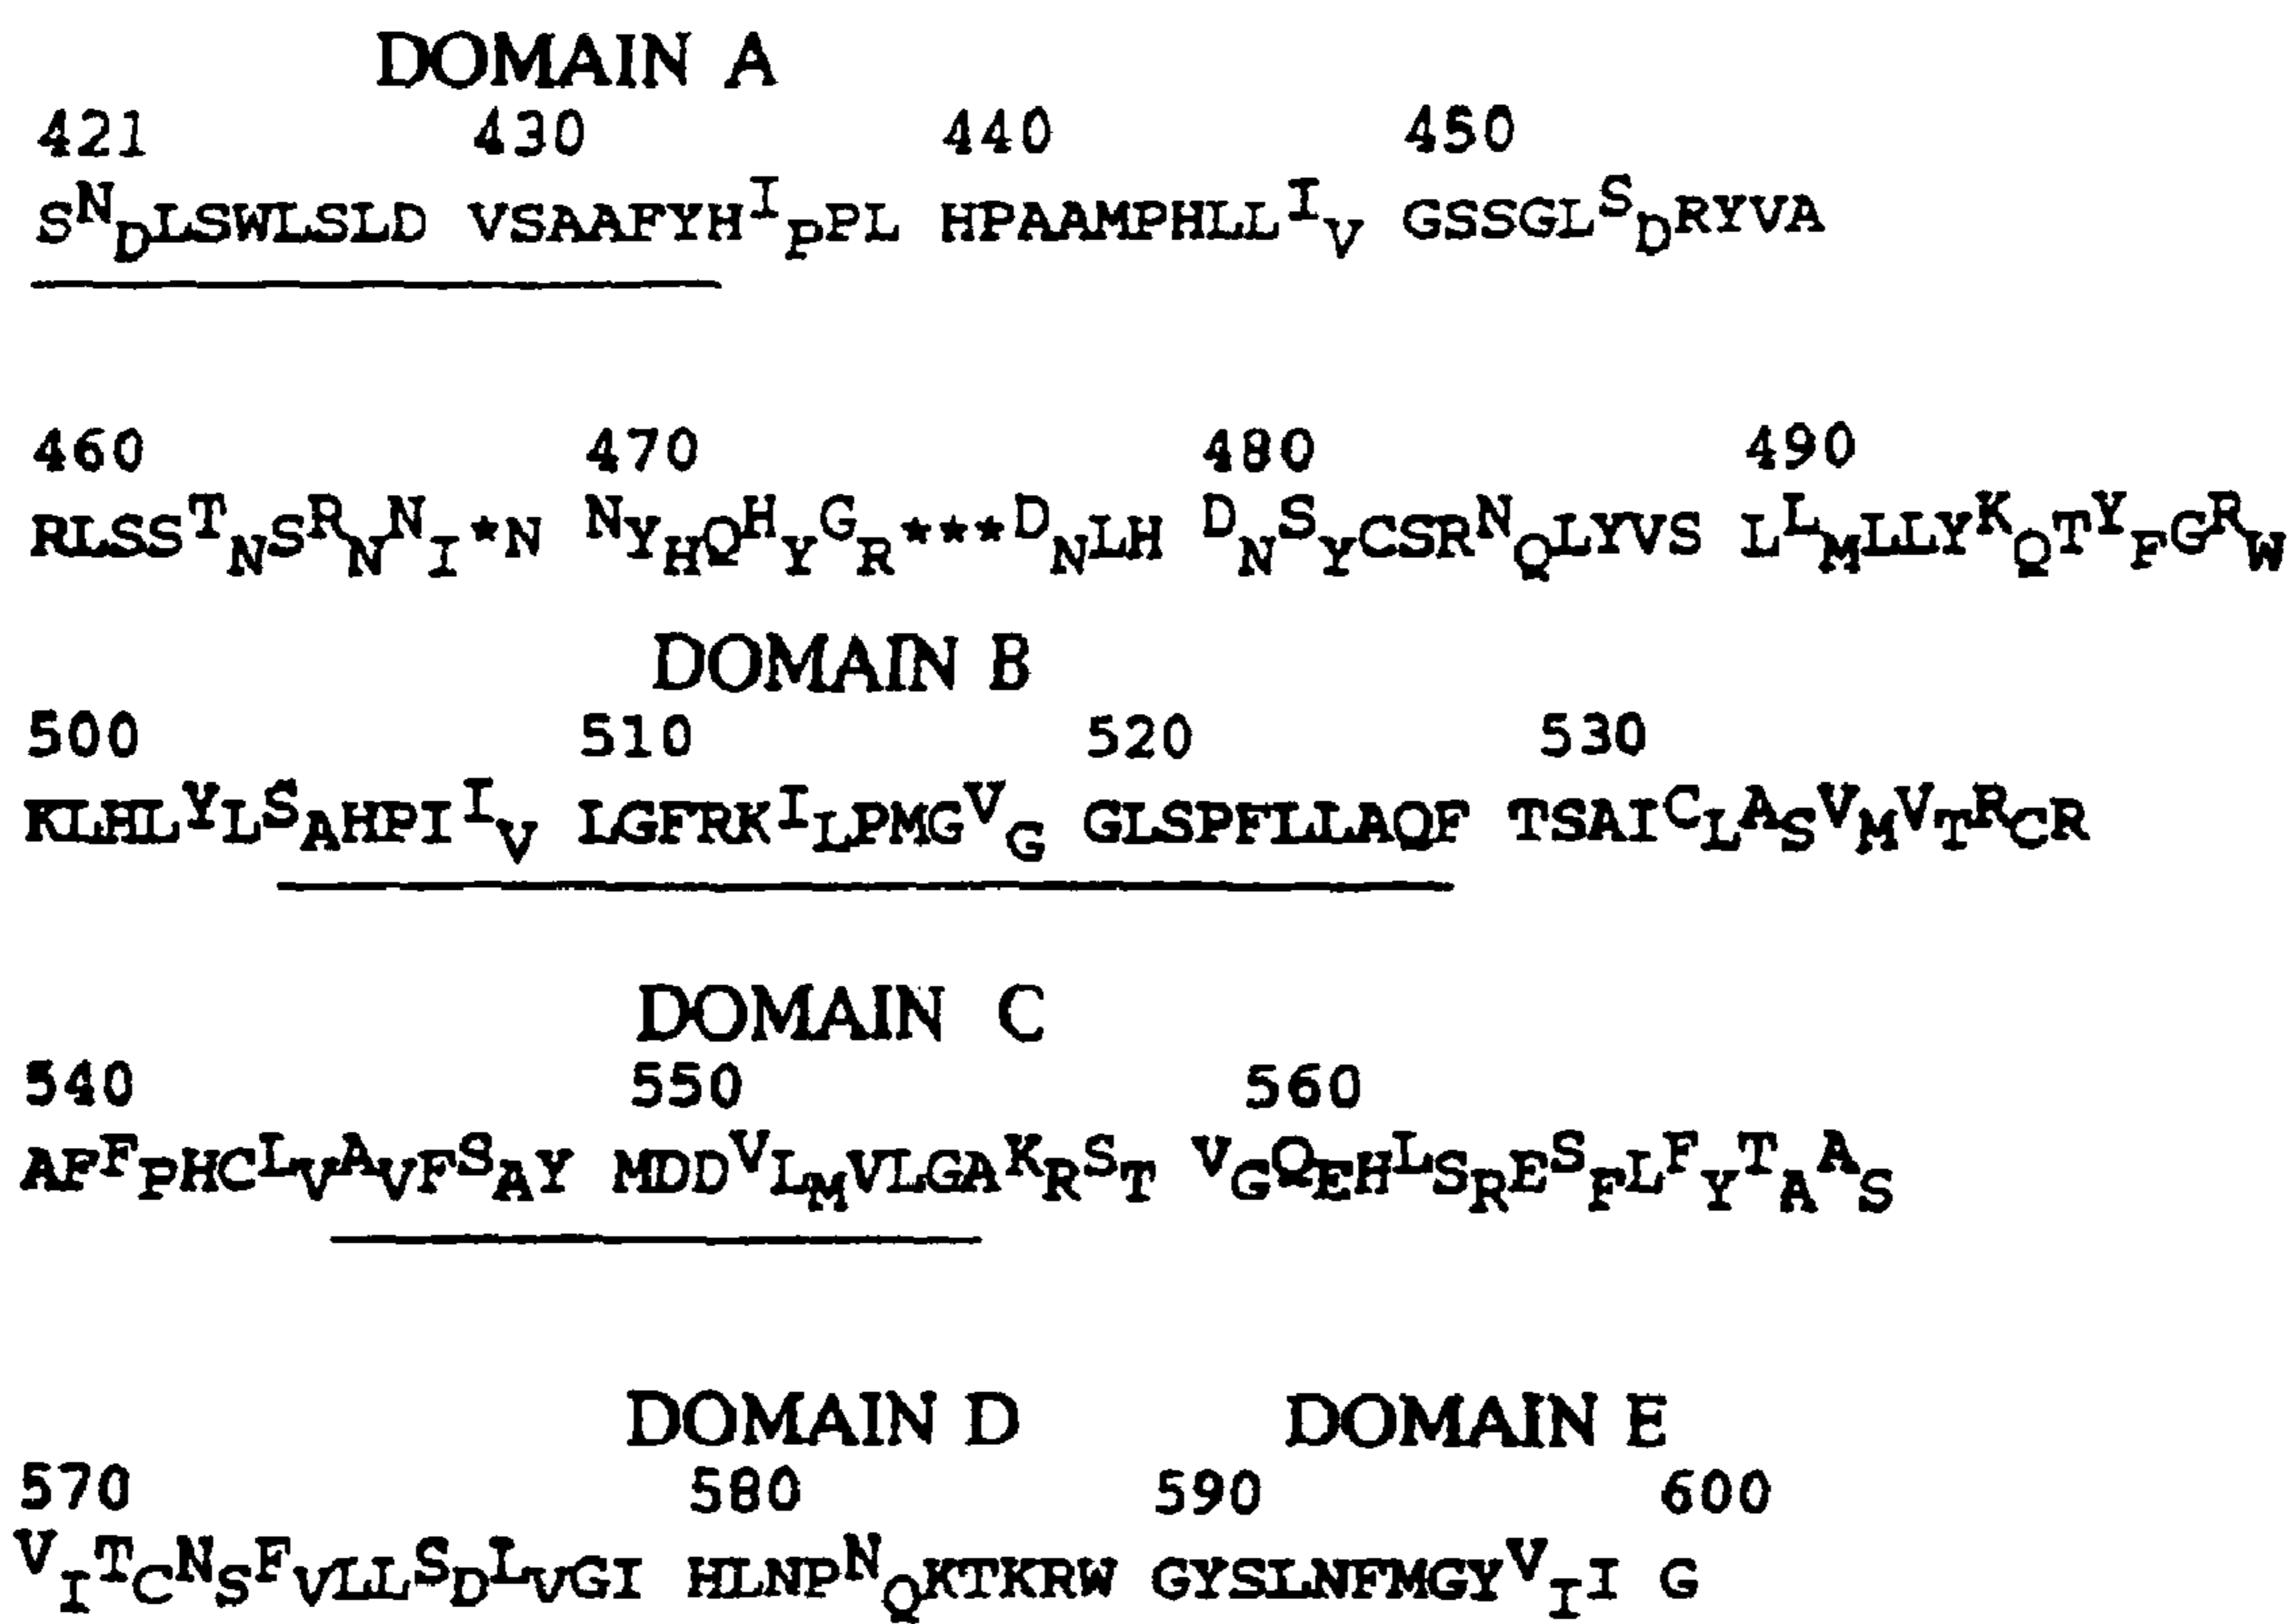 DOMAIN A
421 430 440 450
SNDLSWLSLD VSAAFYHIPPL HPAAMPHLLIV GSSGLSDRYVA
460 470 480 490
RLSSTNSRNNI*N NYHQHYGR***DNLH DNSYCSRNQLYVS LLMLLYKQTYFGRW
DOMAIN B
500 510 520 530
KLHLYLSAHPIIV LGFRKILPMGVG GLSPFLLAQF TSAICLASVMVTRCR
DOMAIN C
540 550 560
AFFPHCLVAVFSAY MDDVLMVLGAKRST VGQEHLSRESFLFYTAAS
DOMAIN D DOMAIN E
570 580 590 600
VITCNSFVLLSDLVGI HLNPNQKTKRW GYSLNFMGYVII G